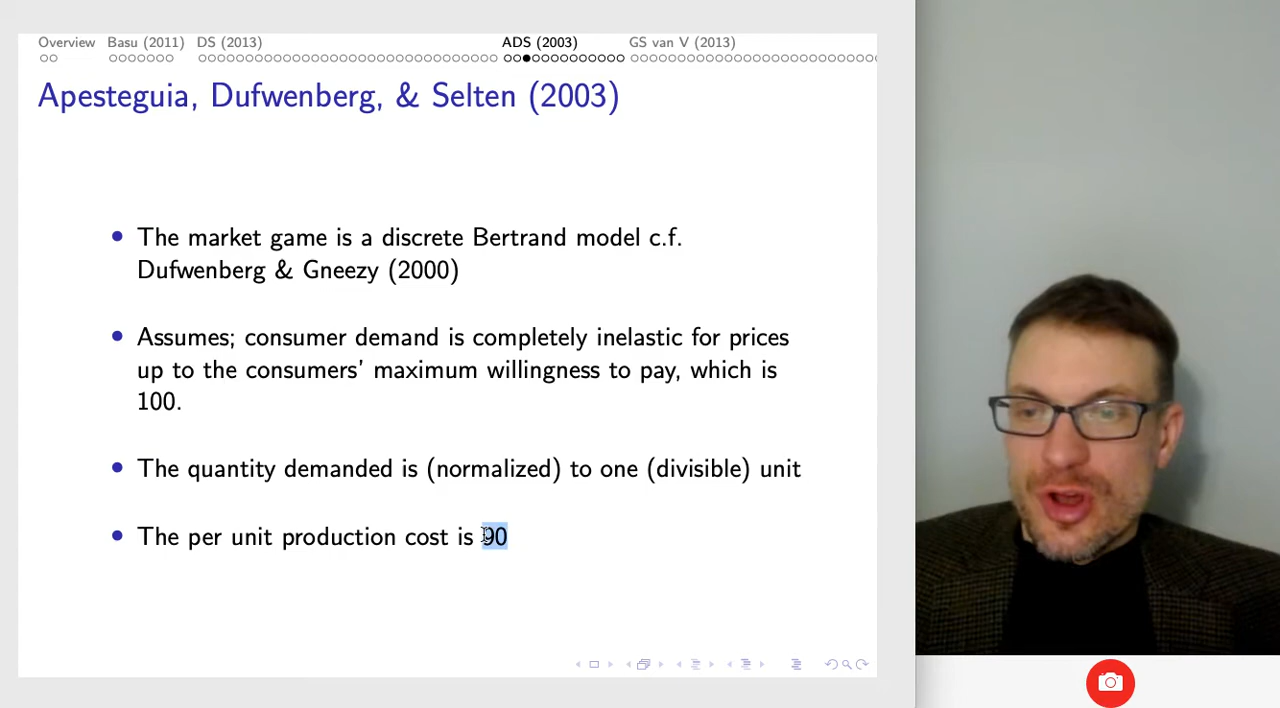 Overview Basu (2011) DS (2013) ADS (2003) GS van V (2013)
Apesteguia, Dufwenberg, & Selten (2003)
• The market game is a discrete Bertrand model c.f.
Dufwenberg & Gneezy (2000)
• Assumes; consumer demand is completely inelastic for prices
up to the consumers' maximum willingness to pay, which is
100.
• The quantity demanded is (normalized) to one (divisible) unit
• The per unit production cost is 90